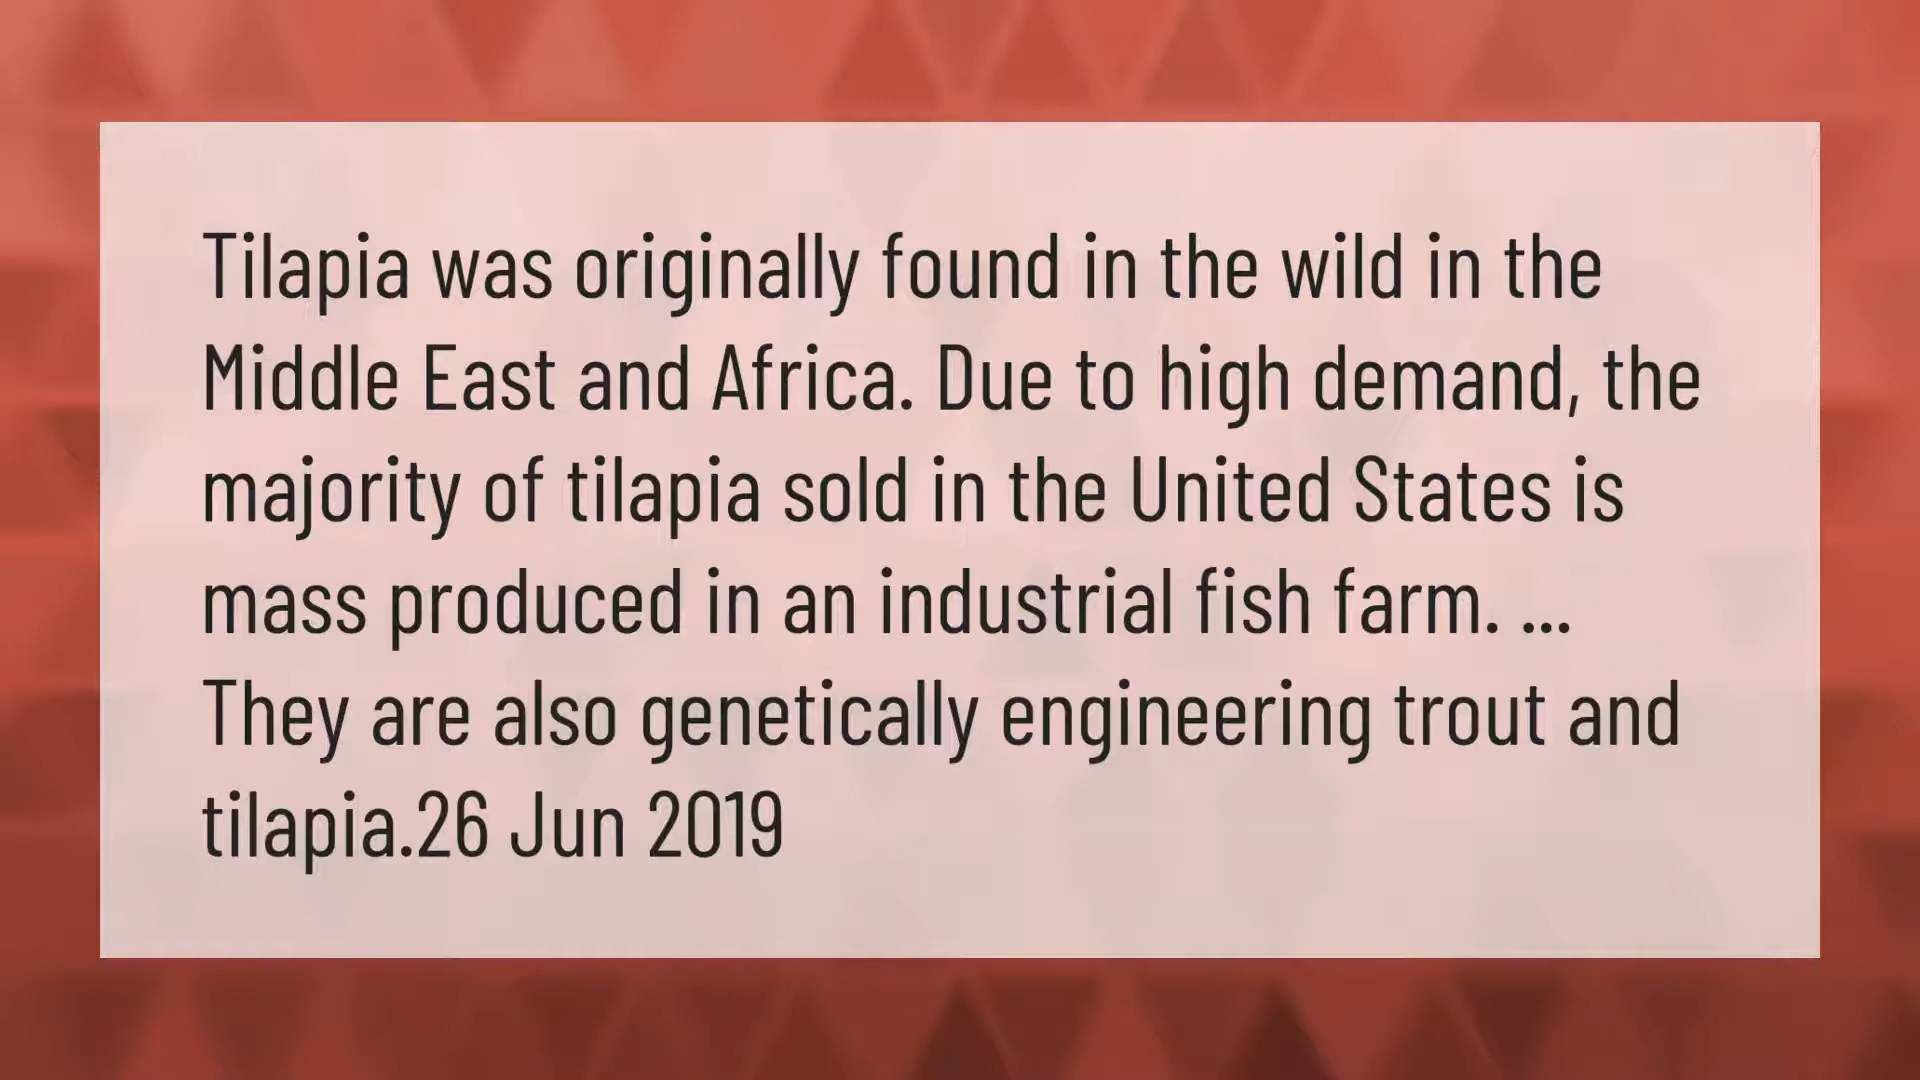 Tilapia was originally found in the wild in the
Middle East and Africa. Due to high demand, the
majority of tilapia sold in the United States is
mass produced in an industrial fish farm. ...
They are also genetically engineering trout and
tilapia.26 Jun 2019